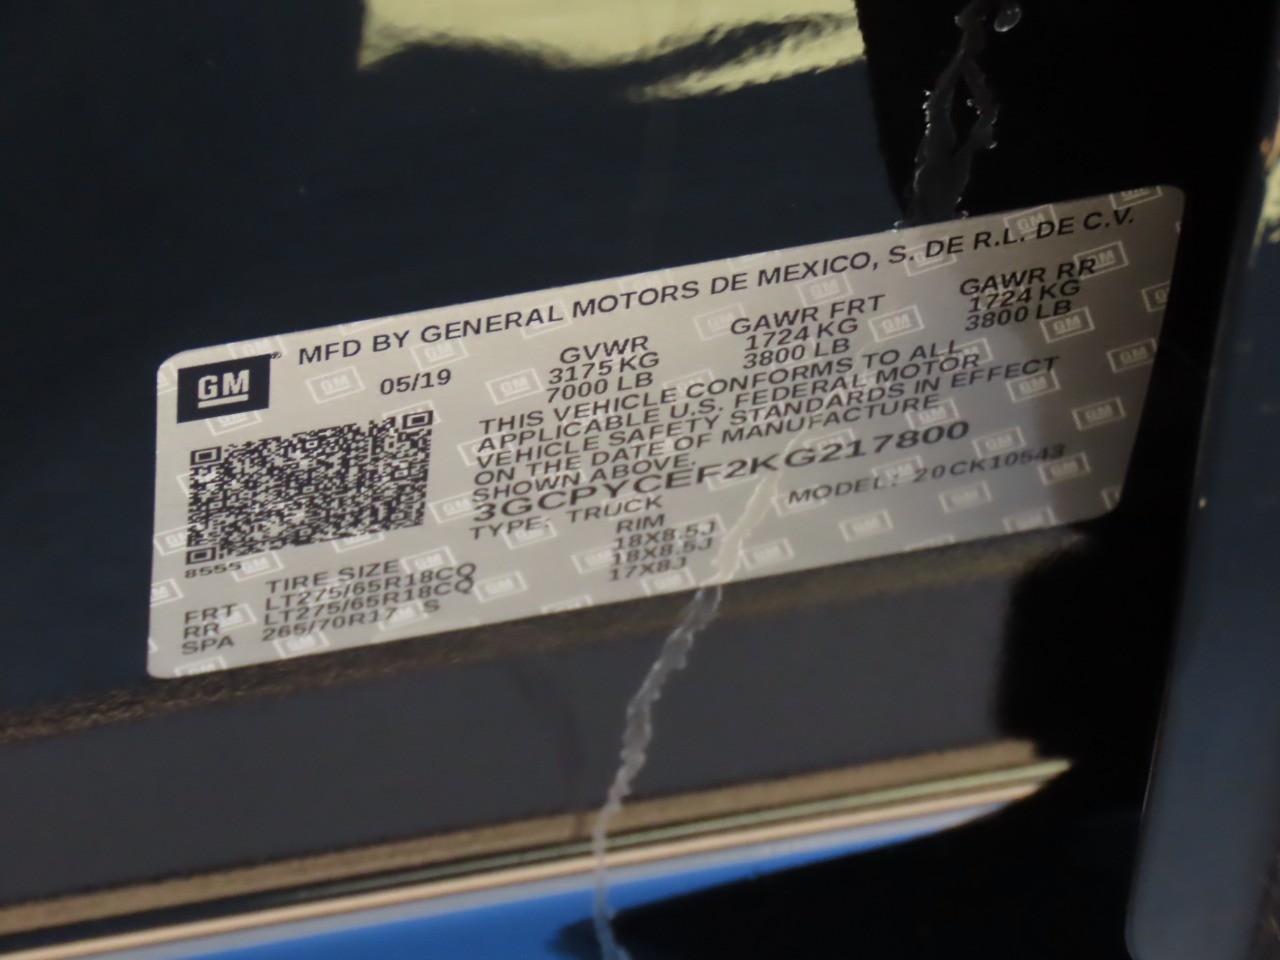 MFD BY GENERAL MOTORS DE MEXICO, S. DE R.L. DE C.V.
GM®
05/19
GVWR
3175 KG
7000 LB
GAWR FRT
1724 KG
3800 LB
GAWR RR
1724 KG
3800 LB
THIS VEHICLE CONFORMS TO ALL
APPLICABLE U.S. FEDERAL MOTOR
VEHICLE SAFETY STANDARDS IN EFFECT
ON THE DATE OF MANUFACTURE
SHOWN ABOVE.
3GCPYCEF2KG217800
TYPE: TRUCK
MODEL: 20CK10543
8555
TIRE SIZE RIM
FRT LT275/65R18CQ 18X8.5J
RR LT275/65R18CQ 18X8.5J
SPA 265/70R17 S 17X8J